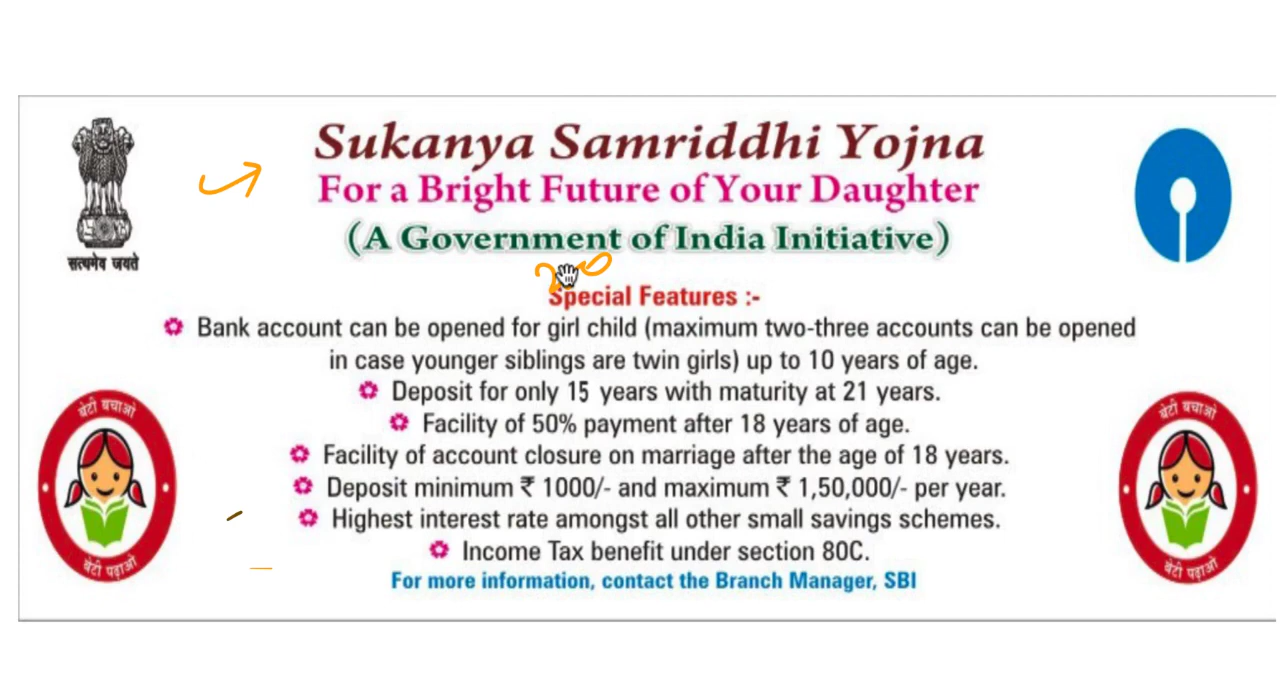 Sukanya Samriddhi Yojna
For a Bright Future of Your Daughter
(A Government of India Initiative)
सत्यमेव जयते
Special Features :-
Bank account can be opened for girl child (maximum two-three accounts can be opened
in case younger siblings are twin girls) up to 10 years of age.
Deposit for only 15 years with maturity at 21 years.
Facility of 50% payment after 18 years of age.
Facility of account closure on marriage after the age of 18 years.
Deposit minimum ₹ 1000/- and maximum ₹ 1,50,000/- per year.
Highest interest rate amongst all other small savings schemes.
Income Tax benefit under section 80C.
For more information, contact the Branch Manager, SBI
बेटी बचाओ
बेटी पढ़ाओ
बेटी बचाओ
बेटी पढ़ाओ